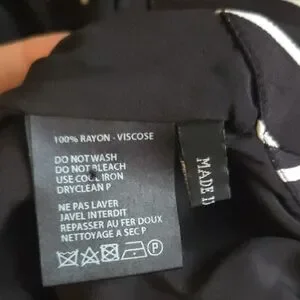 100% RAYON - VISCOSE
DO NOT WASH
DO NOT BLEACH
USE COOL IRON
DRYCLEAN P
NE PAS LAVER
JAVEL INTERDIT
REPASSER AU FER DOUX
NETTOYAGE A SEC P
P
MADE